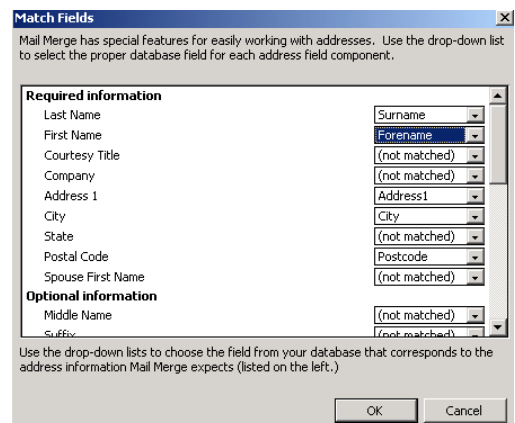 Match Fields
Mail Merge has special features for easily working with addresses. Use the drop-down list
to select the proper database field for each address field component.
Required information
Last Name Surname
First Name Forename
Courtesy Title (not matched)
Company (not matched)
Address 1 Address1
City City
State (not matched)
Postal Code Postcode
Spouse First Name (not matched)
Optional information
Middle Name (not matched)
Suffix (not matched)
Use the drop-down lists to choose the field from your database that corresponds to the
address information Mail Merge expects (listed on the left.)
OK Cancel